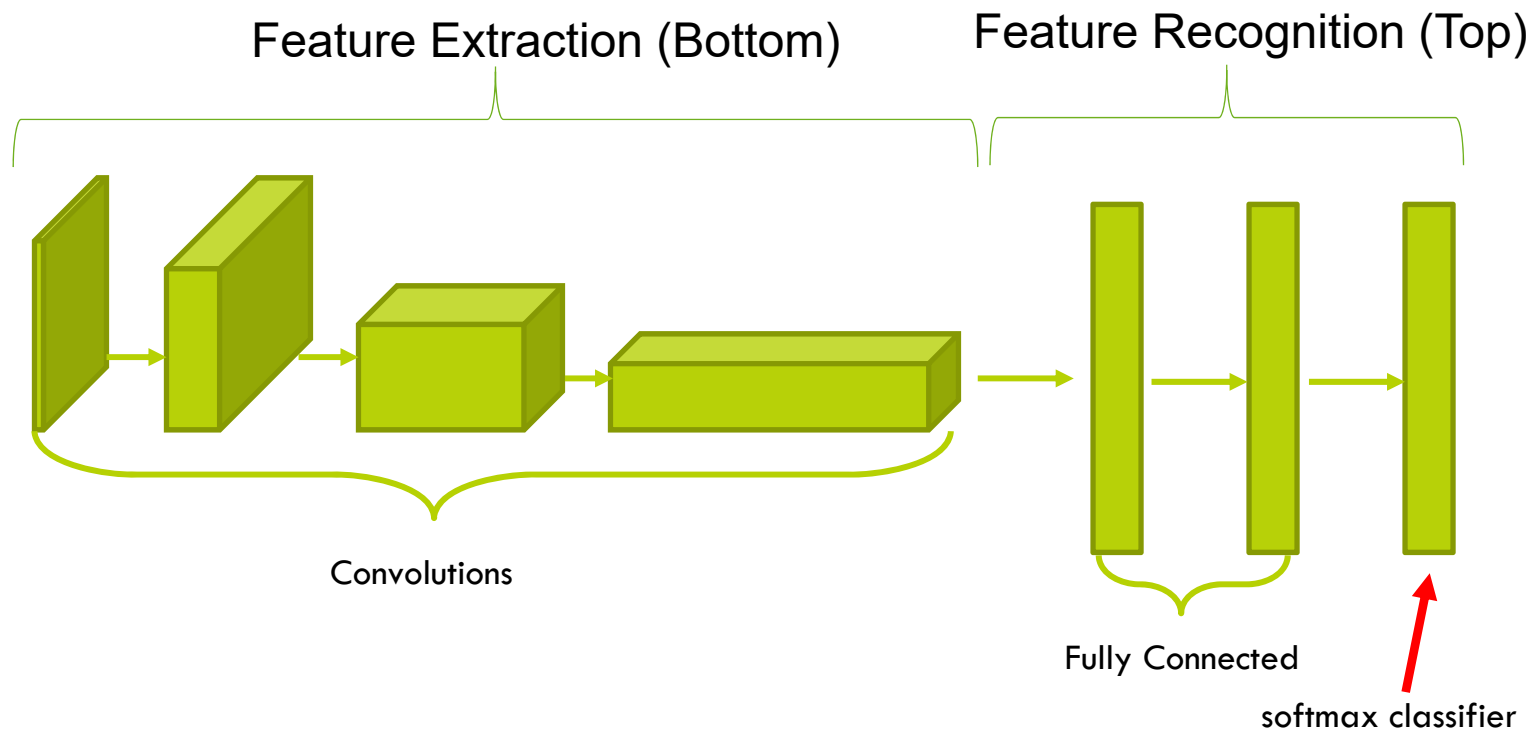 Feature Extraction (Bottom)
Feature Recognition (Top)
Convolutions
Fully Connected
softmax classifier